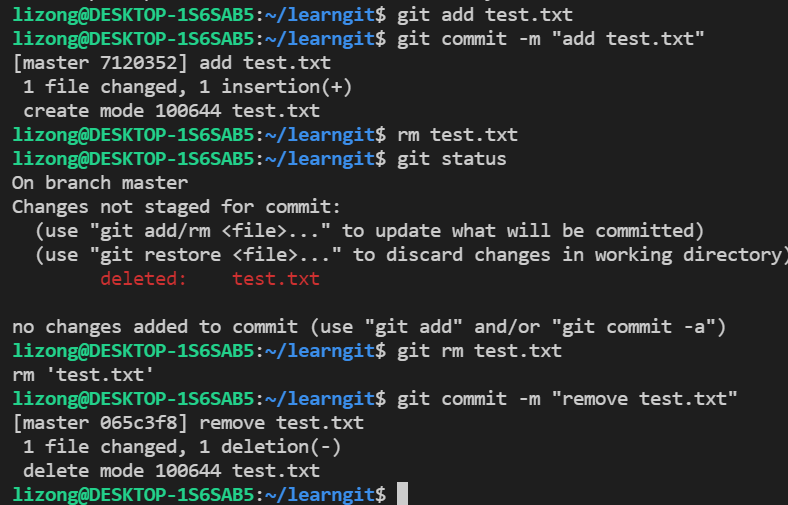 lizong@DESKTOP-1S6SAB5:~/learngit$ git add test.txt
lizong@DESKTOP-1S6SAB5:~/learngit$ git commit -m "add test.txt"
[master 7120352] add test.txt
 1 file changed, 1 insertion(+)
 create mode 100644 test.txt
lizong@DESKTOP-1S6SAB5:~/learngit$ rm test.txt
lizong@DESKTOP-1S6SAB5:~/learngit$ git status
On branch master
Changes not staged for commit:
  (use "git add/rm <file>..." to update what will be committed)
  (use "git restore <file>..." to discard changes in working directory)
        deleted:    test.txt

no changes added to commit (use "git add" and/or "git commit -a")
lizong@DESKTOP-1S6SAB5:~/learngit$ git rm test.txt
rm 'test.txt'
lizong@DESKTOP-1S6SAB5:~/learngit$ git commit -m "remove test.txt"
[master 065c3f8] remove test.txt
 1 file changed, 1 deletion(-)
 delete mode 100644 test.txt
lizong@DESKTOP-1S6SAB5:~/learngit$